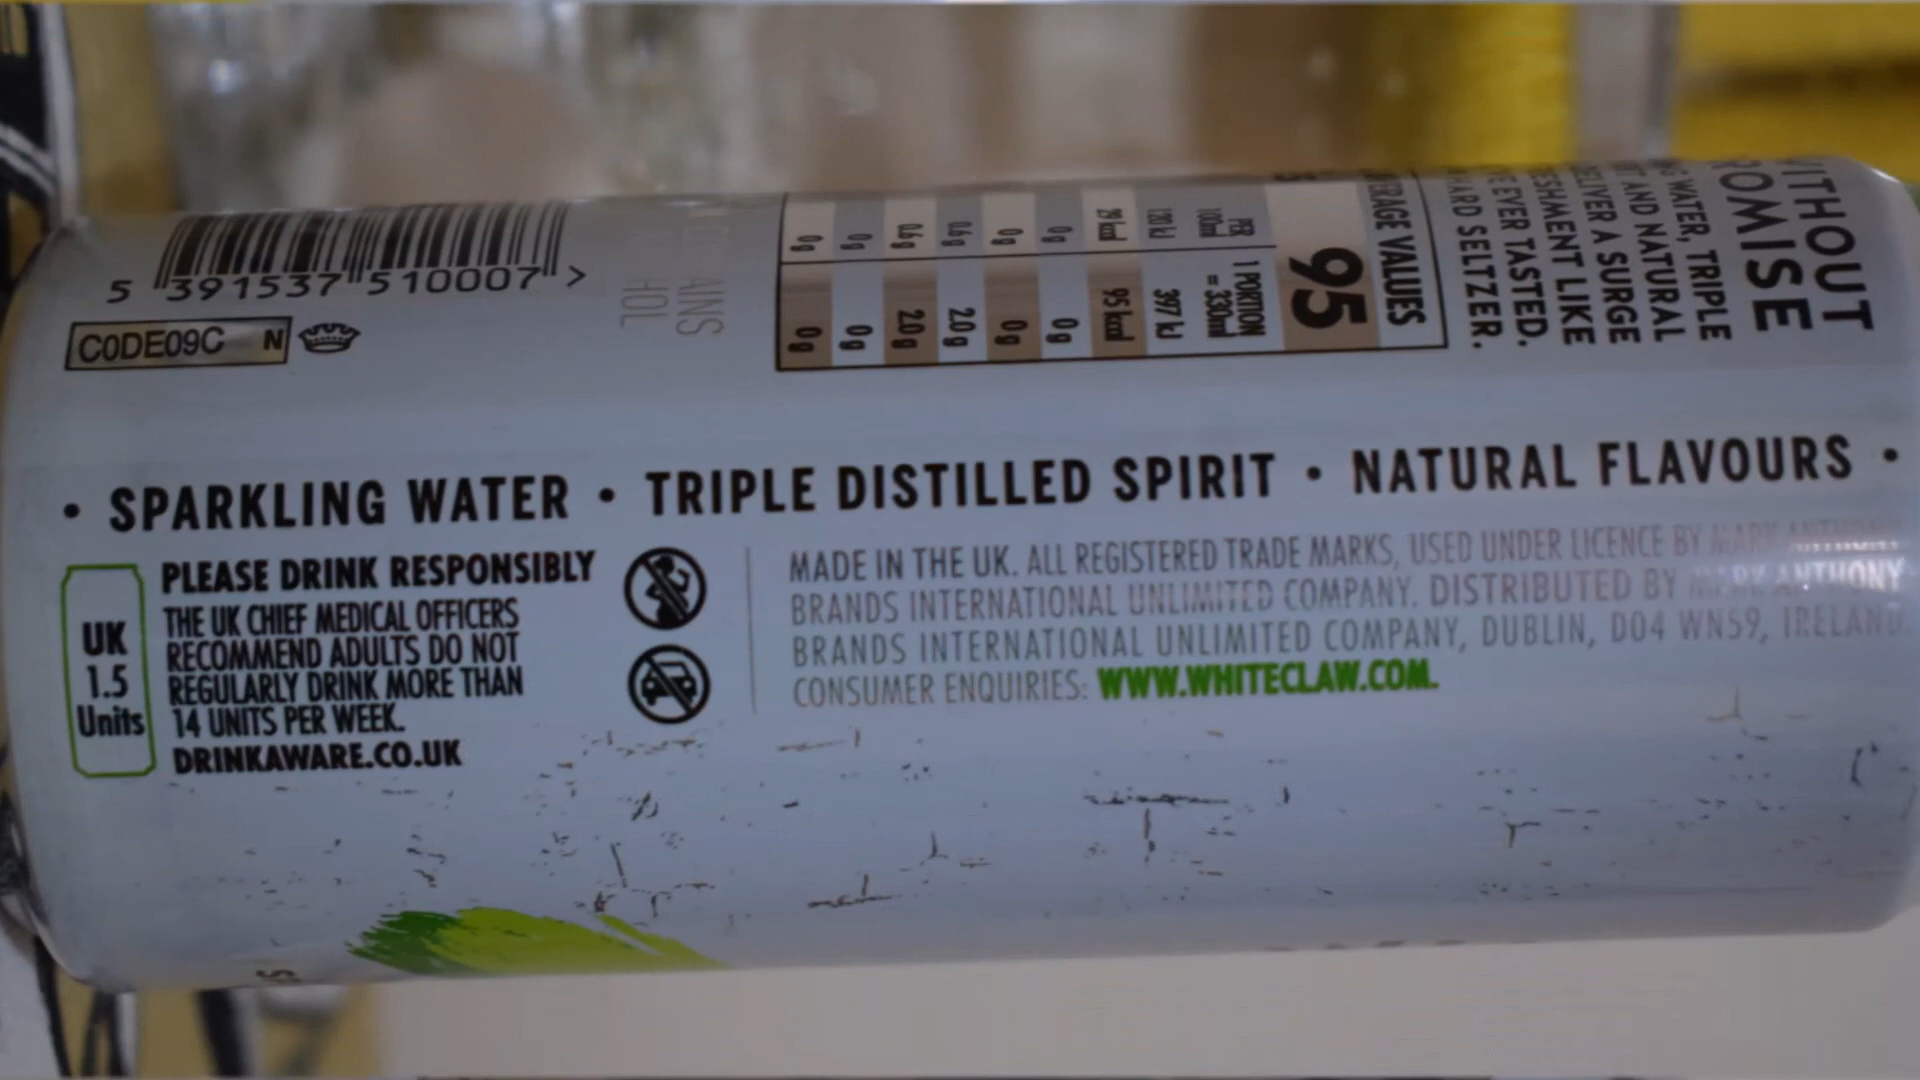 5 391537 510007 >
C0DE09C N
• SPARKLING WATER • TRIPLE DISTILLED SPIRIT • NATURAL FLAVOURS •
UK
1.5
Units
PLEASE DRINK RESPONSIBLY
THE UK CHIEF MEDICAL OFFICERS
RECOMMEND ADULTS DO NOT
REGULARLY DRINK MORE THAN
14 UNITS PER WEEK.
DRINKAWARE.CO.UK
MADE IN THE UK. ALL REGISTERED TRADE MARKS, USED UNDER LICENCE BY MARK ANTHONY
BRANDS INTERNATIONAL UNLIMITED COMPANY. DISTRIBUTED BY MARK ANTHONY
BRANDS INTERNATIONAL UNLIMITED COMPANY, DUBLIN, D04 WN59, IRELAND.
CONSUMER ENQUIRIES: WWW.WHITECLAW.COM.
WATER, TRIPLE
AND NATURAL
A SURGE
LIKE
EVER TASTED.
HARD SELTZER.
VALUES
95
PER 1 PORTION
100ml = 330ml
120 kJ 397 kJ
29 kcal 95 kcal
0g 0g
0g 0g
0.6g 2.0g
0.6g 2.0g
0g 0g
0g 0g